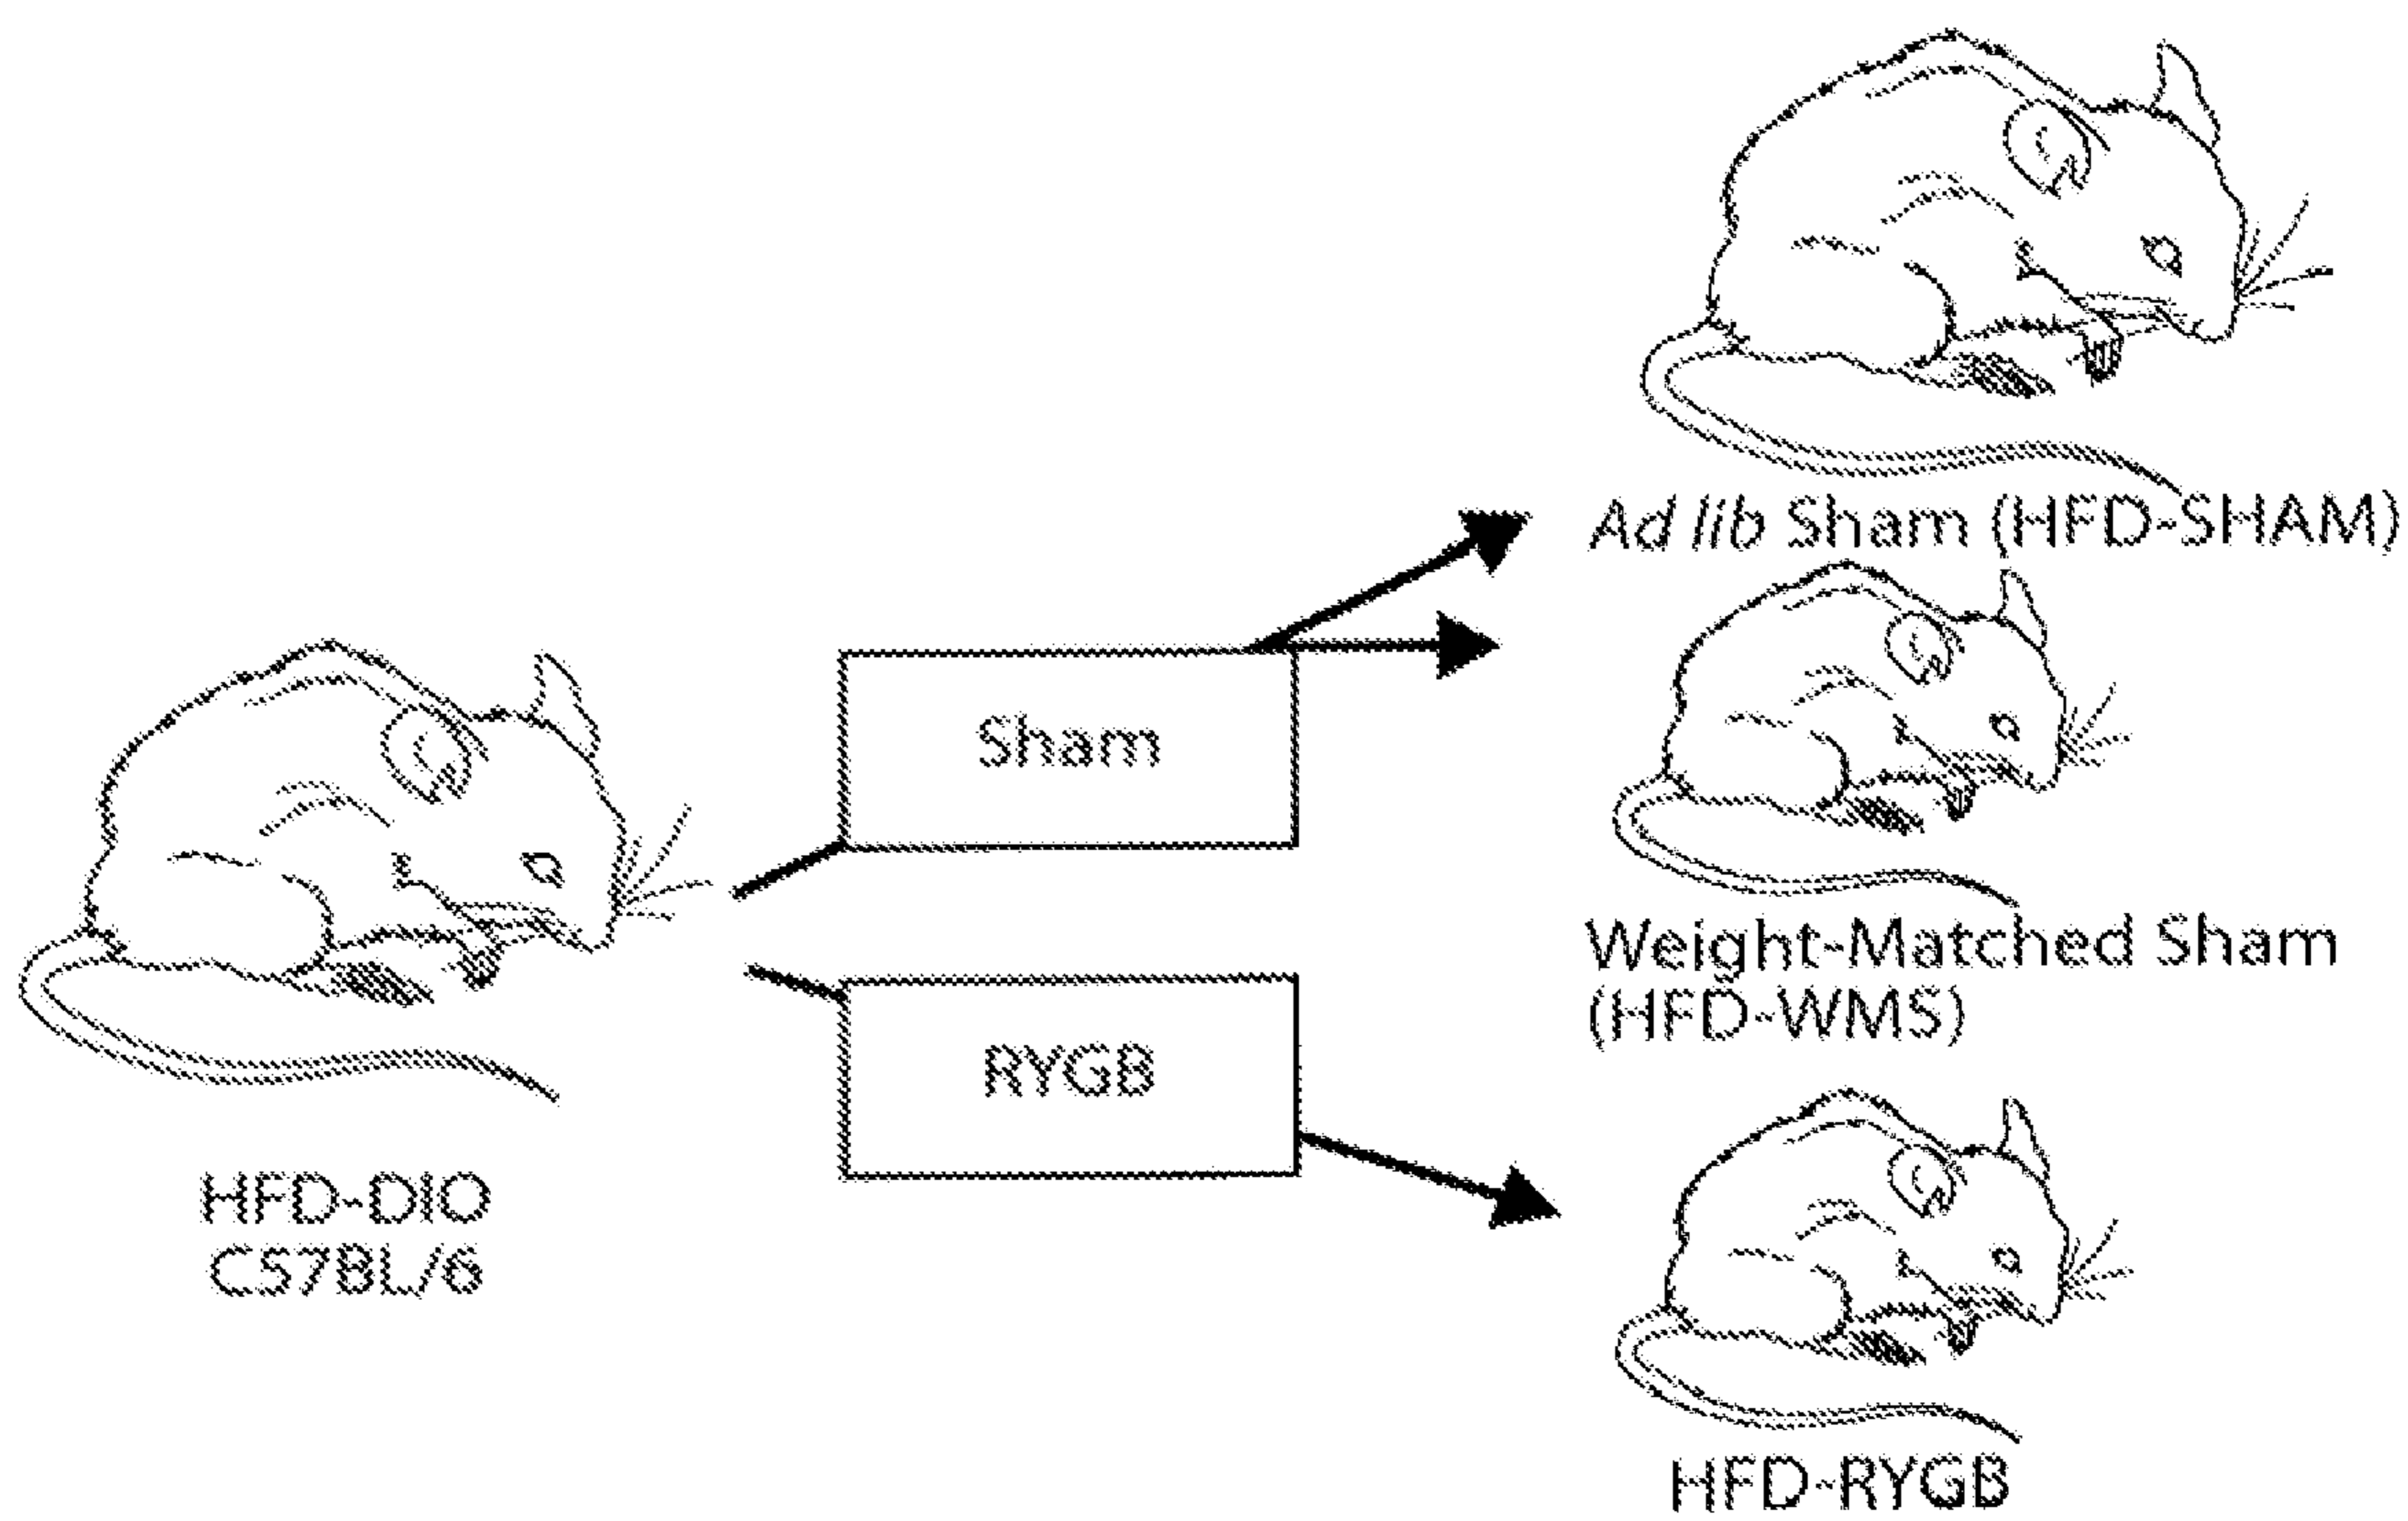 Ad lib Sham (HFD-SHAM)
Sham
Weight-Matched Sham
(HFD-WMS)
RYGB
HFD-DIO
C57BL/6
HFD-RYGB